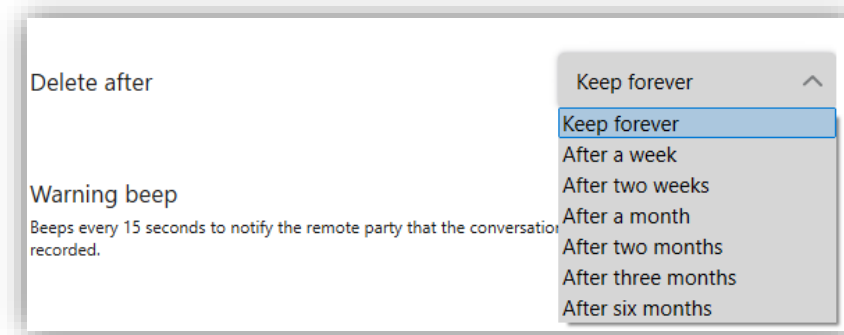 Delete after
Keep forever
Keep forever
After a week
After two weeks
After a month
After two months
After three months
After six months
Warning beep
Beeps every 15 seconds to notify the remote party that the conversation
recorded.